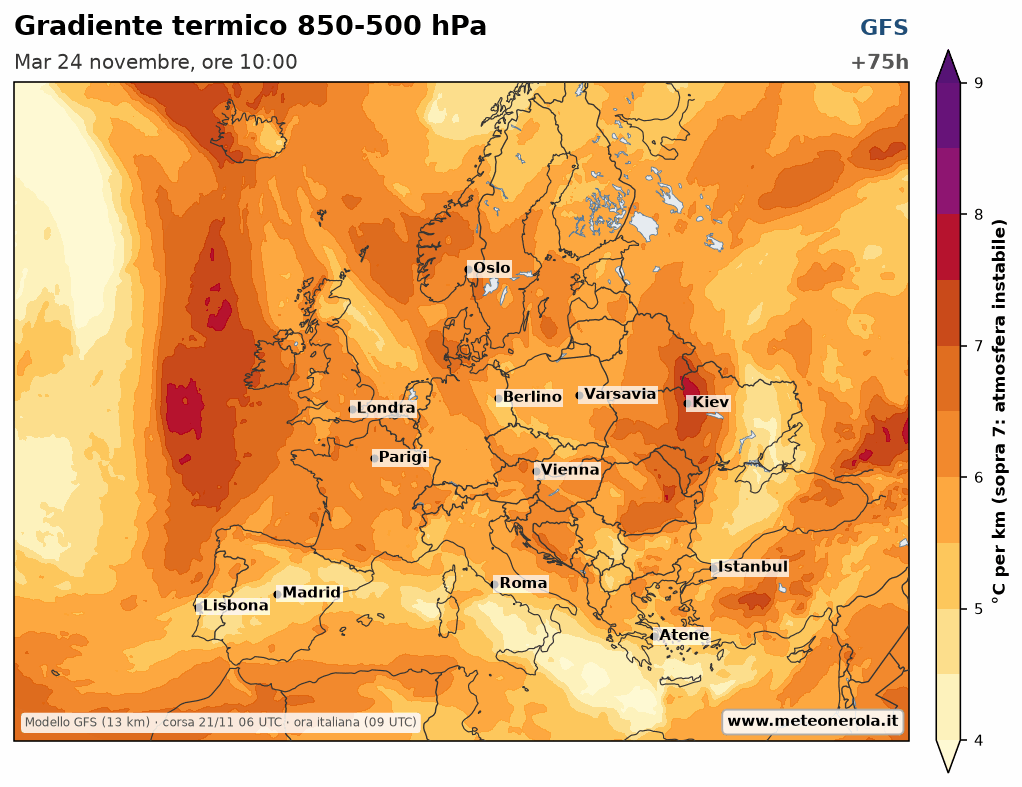 Gradiente termico 850-500 hPa
GFS
Mar 24 novembre, ore 10:00
+75h
9
8
7
6
5
4
°C per km (sopra 7: atmosfera instabile)
Oslo
Berlino
Varsavia
Kiev
Londra
Parigi
Vienna
Istanbul
Roma
Madrid
Lisbona
Atene
Modello GFS (13 km) · corsa 21/11 06 UTC · ora italiana (09 UTC)
www.meteonerola.it